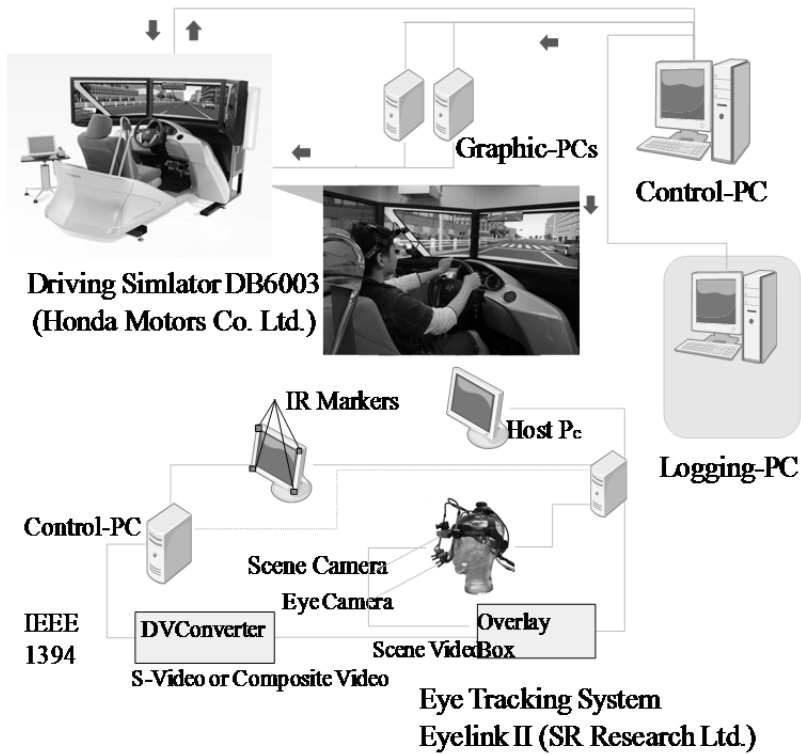 Graphic-PCs
Control-PC
Driving Simlator DB6003
(Honda Motors Co. Ltd.)
IR Markers
Host Pc
Logging-PC
Control-PC
Scene Camera
Eye Camera
IEEE
1394
DVConverter
Overlay
Scene VideoBox
S-Video or Composite Video
Eye Tracking System
Eyelink II (SR Research Ltd.)